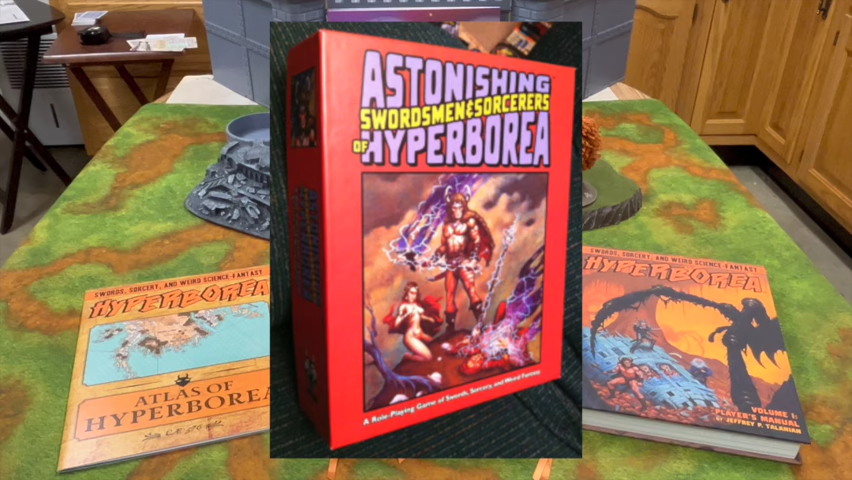 ASTONISHING
SWORDSMEN & SORCERERS
OF HYPERBOREA
A Role-Playing Game of Swords, Sorcery, and Weird Fantasy
SWORDS, SORCERY, AND WEIRD SCIENCE-FANTASY
HYPERBOREA
ATLAS OF
HYPERBOREA
SWORDS, SORCERY, AND WEIRD SCIENCE-FANTASY
HYPERBOREA
VOLUME I:
PLAYER'S MANUAL
BY JEFFREY P. TALANIAN